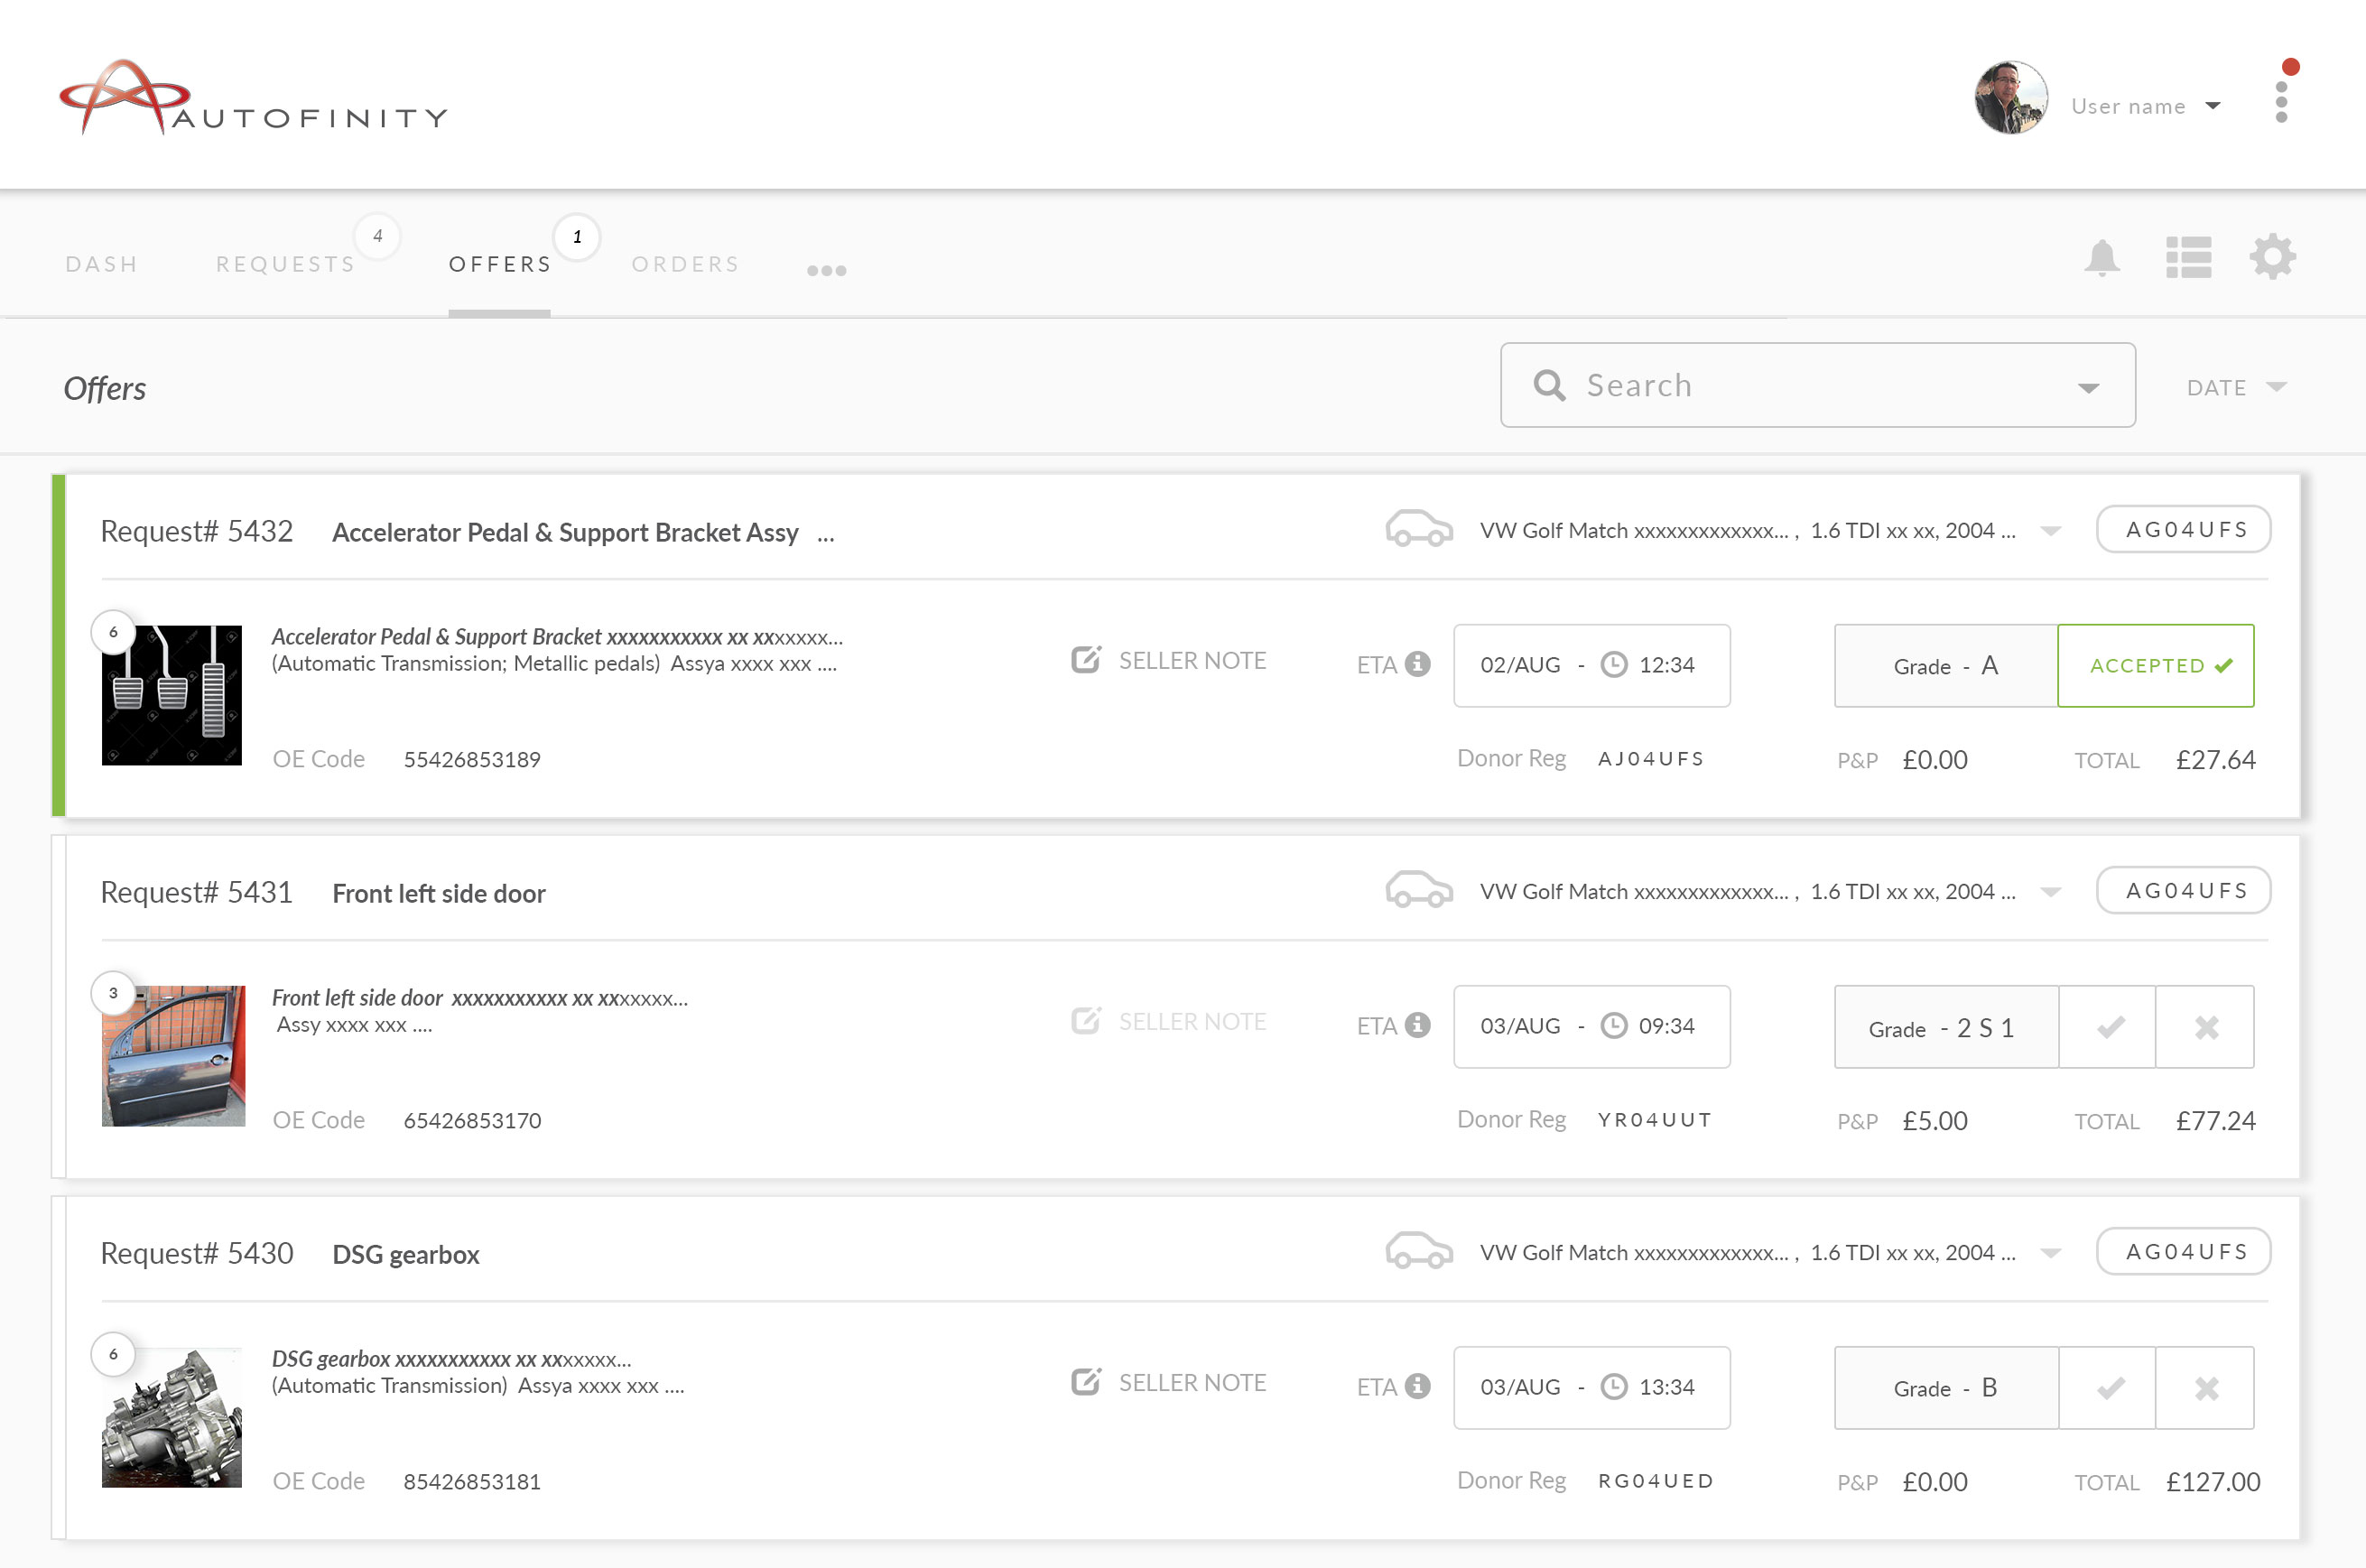 AUTOFINITY
User name
DASH
REQUESTS
4
OFFERS
1
ORDERS
Offers
Search
DATE
Request# 5432 Accelerator Pedal & Support Bracket Assy ...
VW Golf Match xxxxxxxxxxxxx... , 1.6 TDI xx xx, 2004 ...
AG04UFS
6
Accelerator Pedal & Support Bracket xxxxxxxxxxx xx xxxxxxx...
(Automatic Transmission; Metallic pedals) Assya xxxx xxx ....
SELLER NOTE
ETA
02/AUG - 12:34
Grade - A
ACCEPTED
OE Code 55426853189
Donor Reg AJ04UFS
P&P £0.00
TOTAL £27.64
Request# 5431 Front left side door
VW Golf Match xxxxxxxxxxxxx... , 1.6 TDI xx xx, 2004 ...
AG04UFS
3
Front left side door xxxxxxxxxxx xx xxxxxxx...
Assy xxxx xxx ....
SELLER NOTE
ETA
03/AUG - 09:34
Grade - 2 S 1
OE Code 65426853170
Donor Reg YR04UUT
P&P £5.00
TOTAL £77.24
Request# 5430 DSG gearbox
VW Golf Match xxxxxxxxxxxxx... , 1.6 TDI xx xx, 2004 ...
AG04UFS
6
DSG gearbox xxxxxxxxxxx xx xxxxxxx...
(Automatic Transmission) Assya xxxx xxx ....
SELLER NOTE
ETA
03/AUG - 13:34
Grade - B
OE Code 85426853181
Donor Reg RG04UED
P&P £0.00
TOTAL £127.00